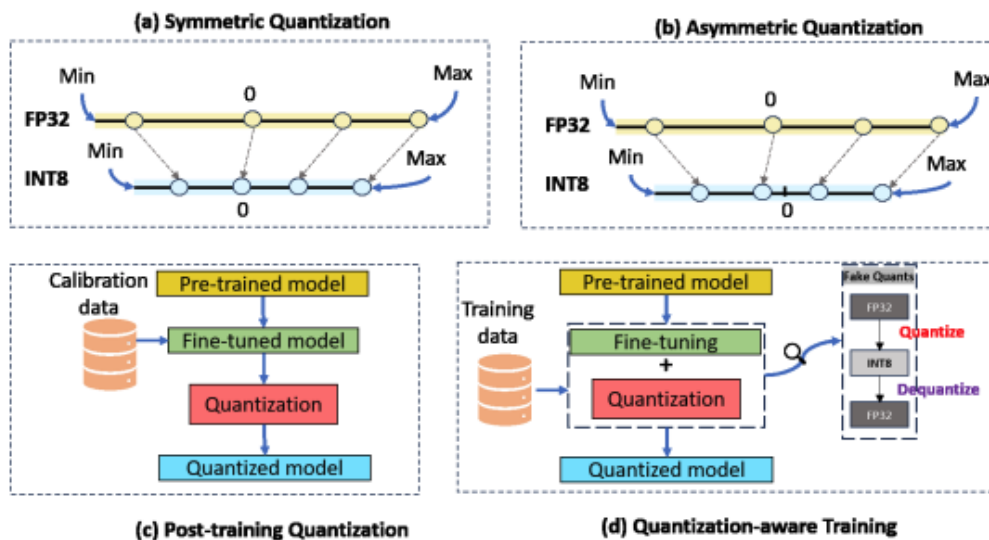 (a) Symmetric Quantization
Min
Max
0
FP32
Min
Max
INT8
0
(b) Asymmetric Quantization
Min
Max
0
FP32
Min
Max
INT8
0
Calibration
data
Pre-trained model
Fine-tuned model
Quantization
Quantized model
(c) Post-training Quantization
Training
data
Pre-trained model
Fine-tuning
+
Quantization
Quantized model
Fake Quants
FP32
Quantize
INT8
Dequantize
FP32
(d) Quantization-aware Training